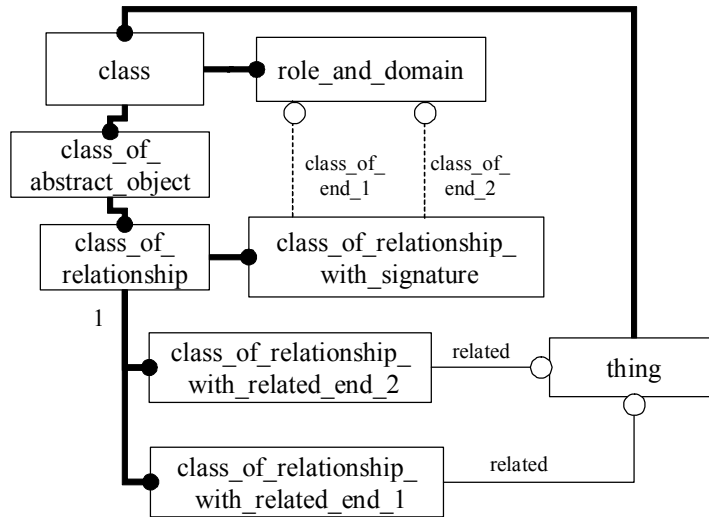 class
role_and_domain
class_of_
abstract_object
class_of_
end_1
class_of_
end_2
class_of_
relationship
class_of_relationship_
with_signature
1
class_of_relationship_
with_related_end_2
related
thing
class_of_relationship_
with_related_end_1
related